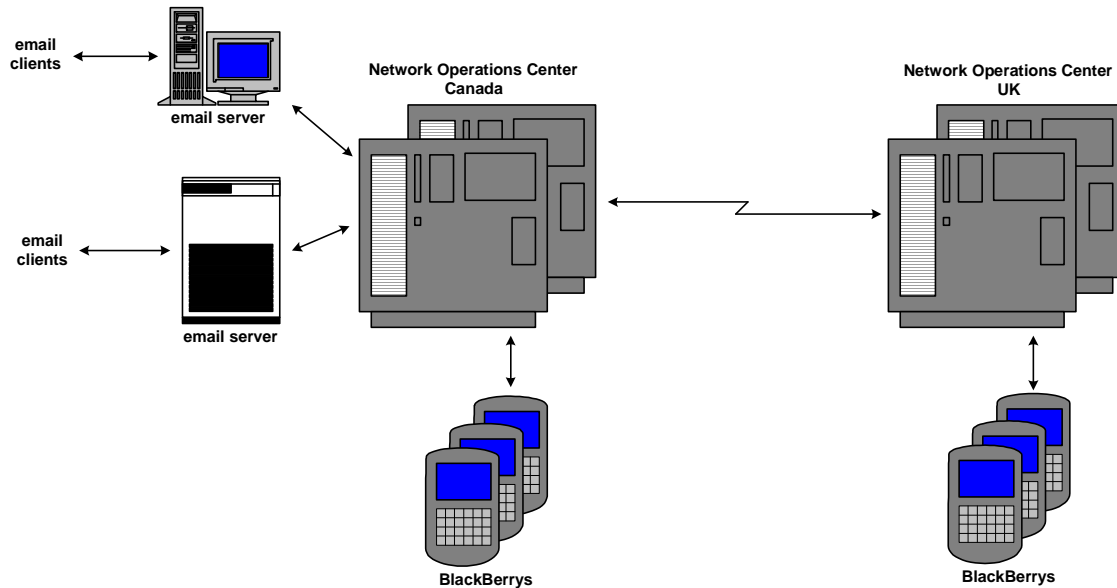 email
clients
email server
Network Operations Center
Canada
Network Operations Center
UK
email
clients
email server
BlackBerrys
BlackBerrys